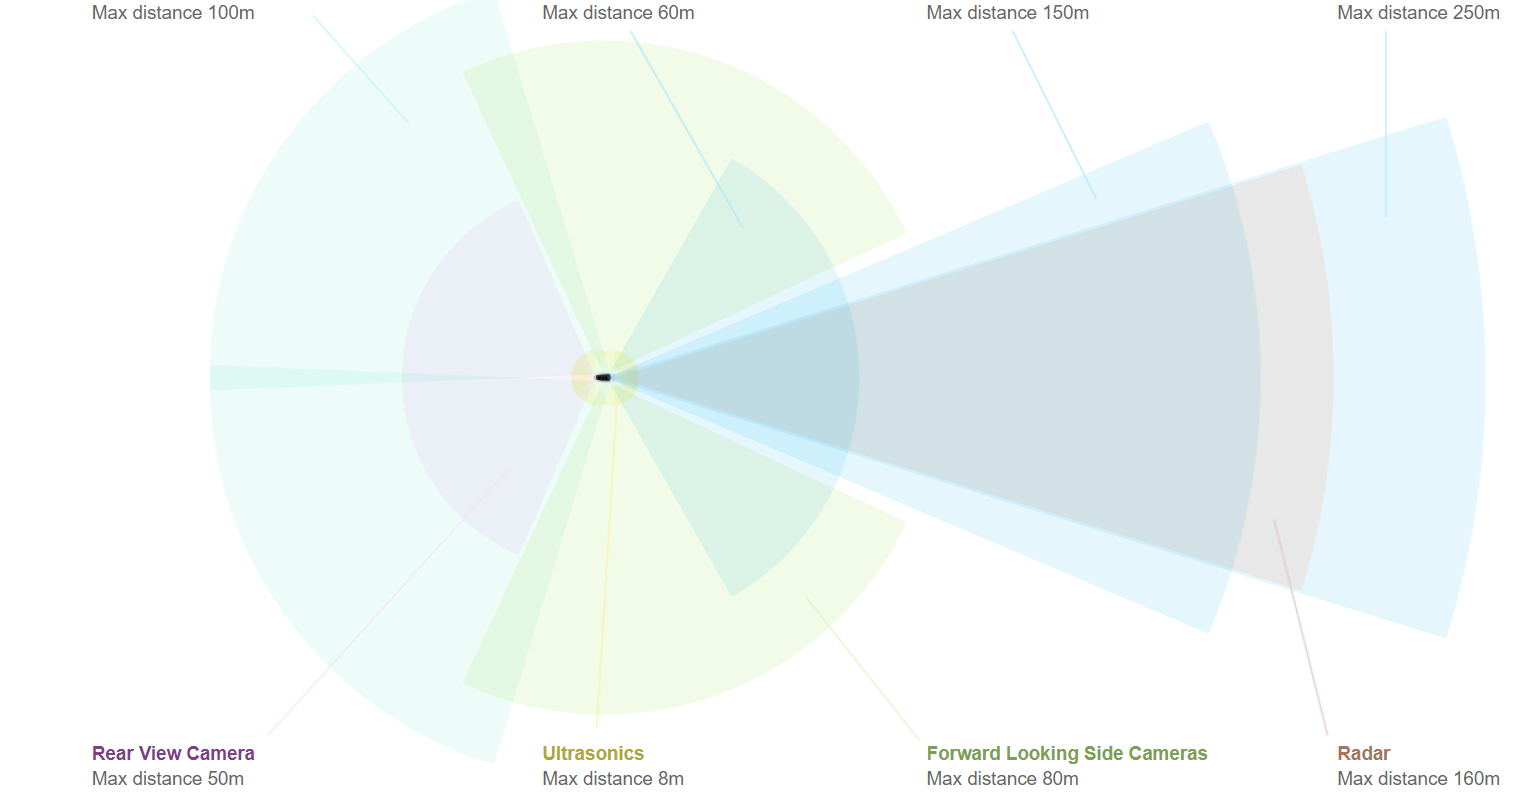 Max distance 100m
Max distance 60m
Max distance 150m
Max distance 250m
Rear View Camera
Max distance 50m
Ultrasonics
Max distance 8m
Forward Looking Side Cameras
Max distance 80m
Radar
Max distance 160m